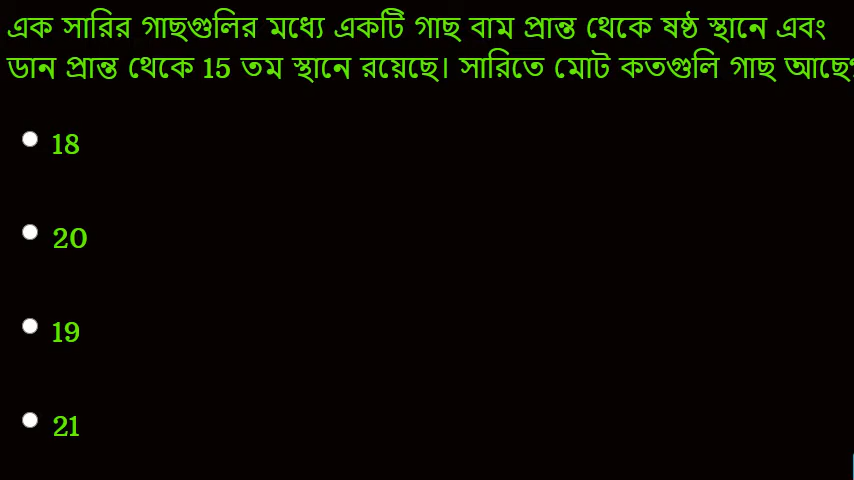 এক সারির গাছগুলির মধ্যে একটি গাছ বাম প্রান্ত থেকে ষষ্ঠ স্থানে এবং
ডান প্রান্ত থেকে 15 তম স্থানে রয়েছে। সারিতে মোট কতগুলি গাছ আছে?
18
20
19
21